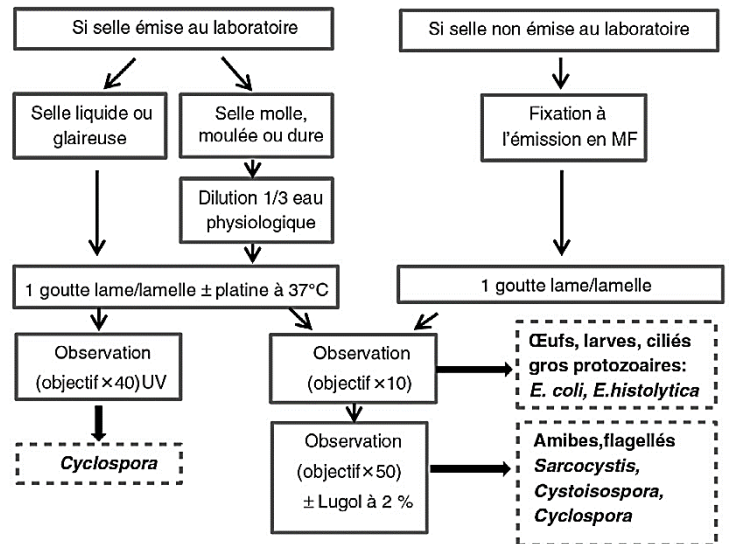 Si selle émise au laboratoire
Si selle non émise au laboratoire
Selle liquide ou
glaireuse
Selle molle,
moulée ou dure
Fixation à
l'émission en MF
Dilution 1/3 eau
physiologique
1 goutte lame/lamelle ± platine à 37°C
1 goutte lame/lamelle
Observation
(objectif×40)UV
Observation
(objectif×10)
Œufs, larves, ciliés
gros protozoaires:
E. coli, E.histolytica
Cyclospora
Observation
(objectif×50)
± Lugol à 2 %
Amibes,flagellés
Sarcocystis,
Cystoisospora,
Cyclospora